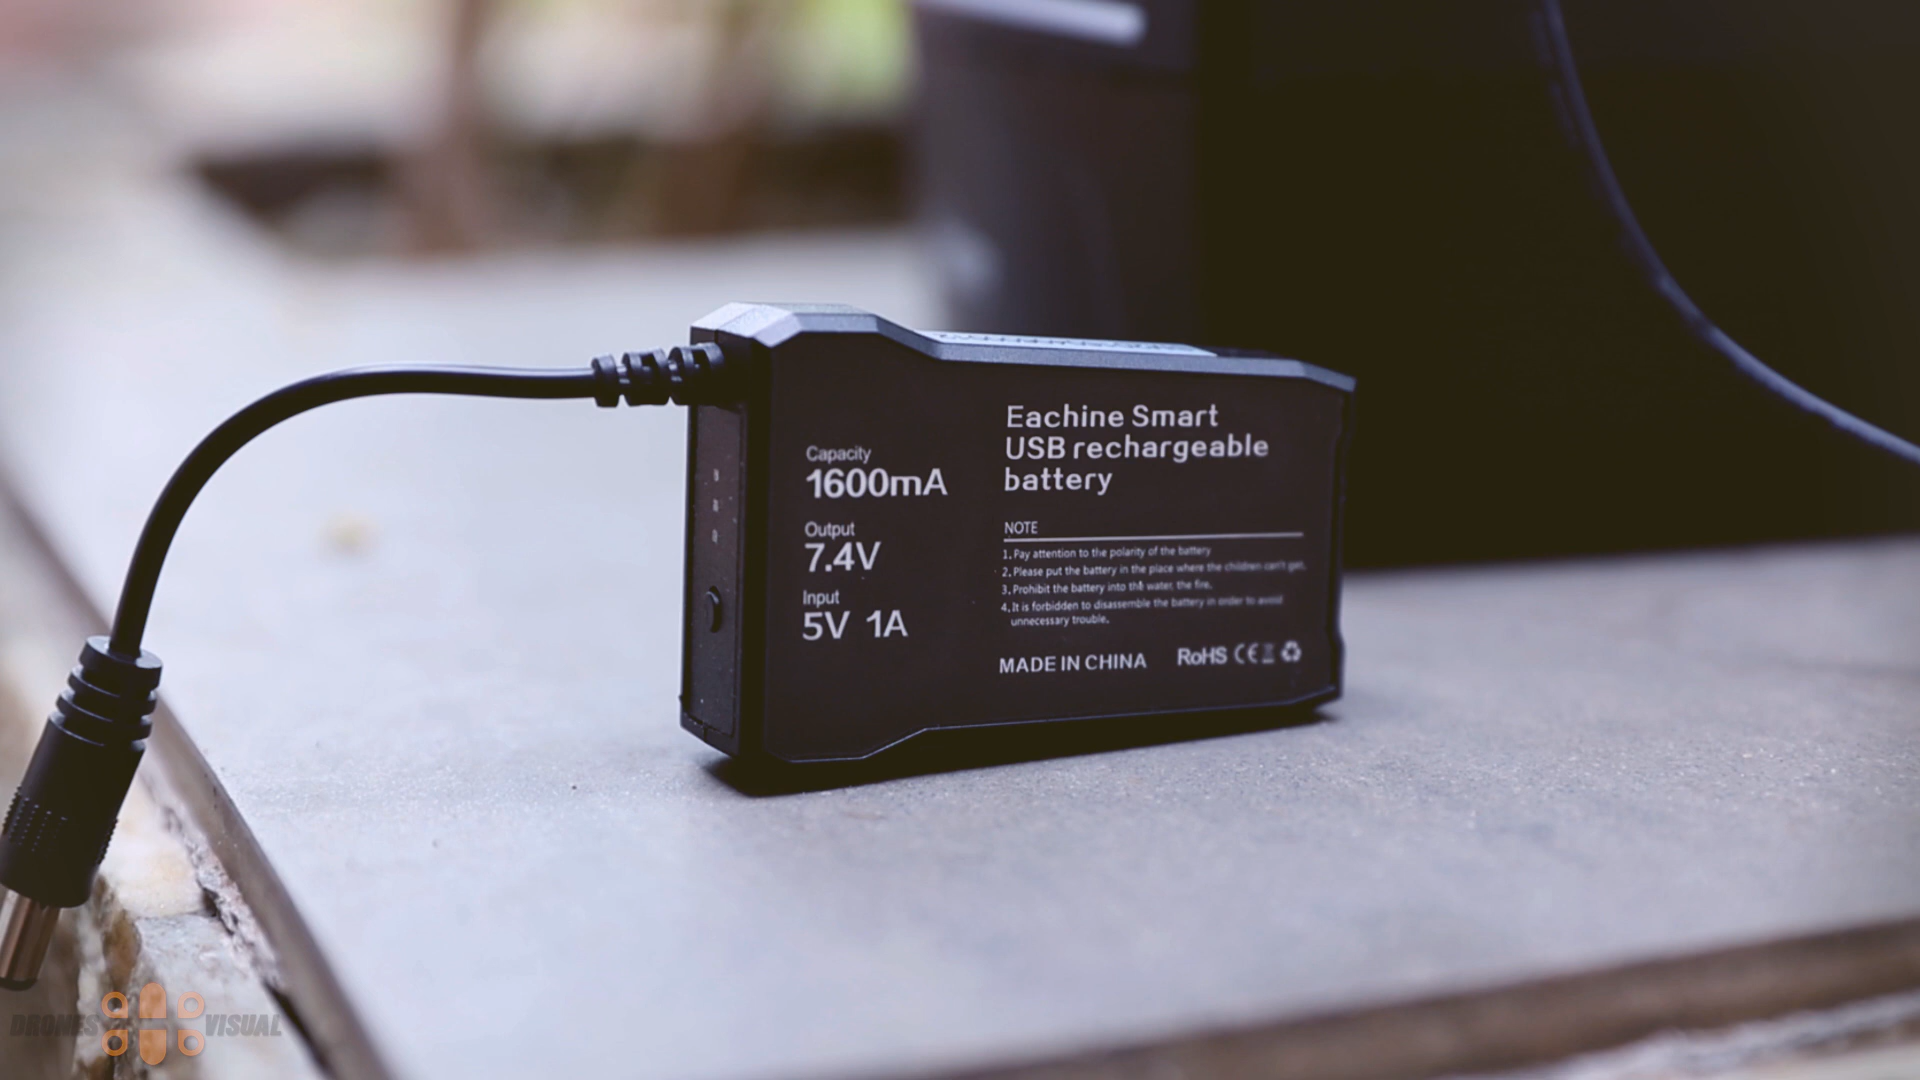 Eachine Smart
USB rechargeable
battery
Capacity
1600mA
Output
7.4V
Input
5V 1A
NOTE
1. Pay attention to the polarity of the battery
2. Please put the battery in the place where the children can't get.
3. Prohibit the battery into the water, the fire.
4. It is forbidden to disassemble the battery in order to avoid
unnecessary trouble.
MADE IN CHINA
RoHS CE
DRONES VISUAL